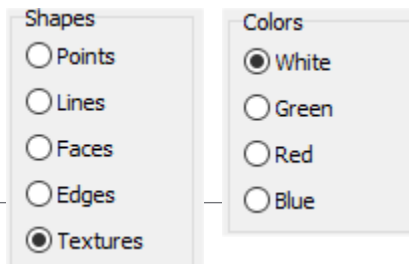 Shapes
Points
Lines
Faces
Edges
Textures
Colors
White
Green
Red
Blue